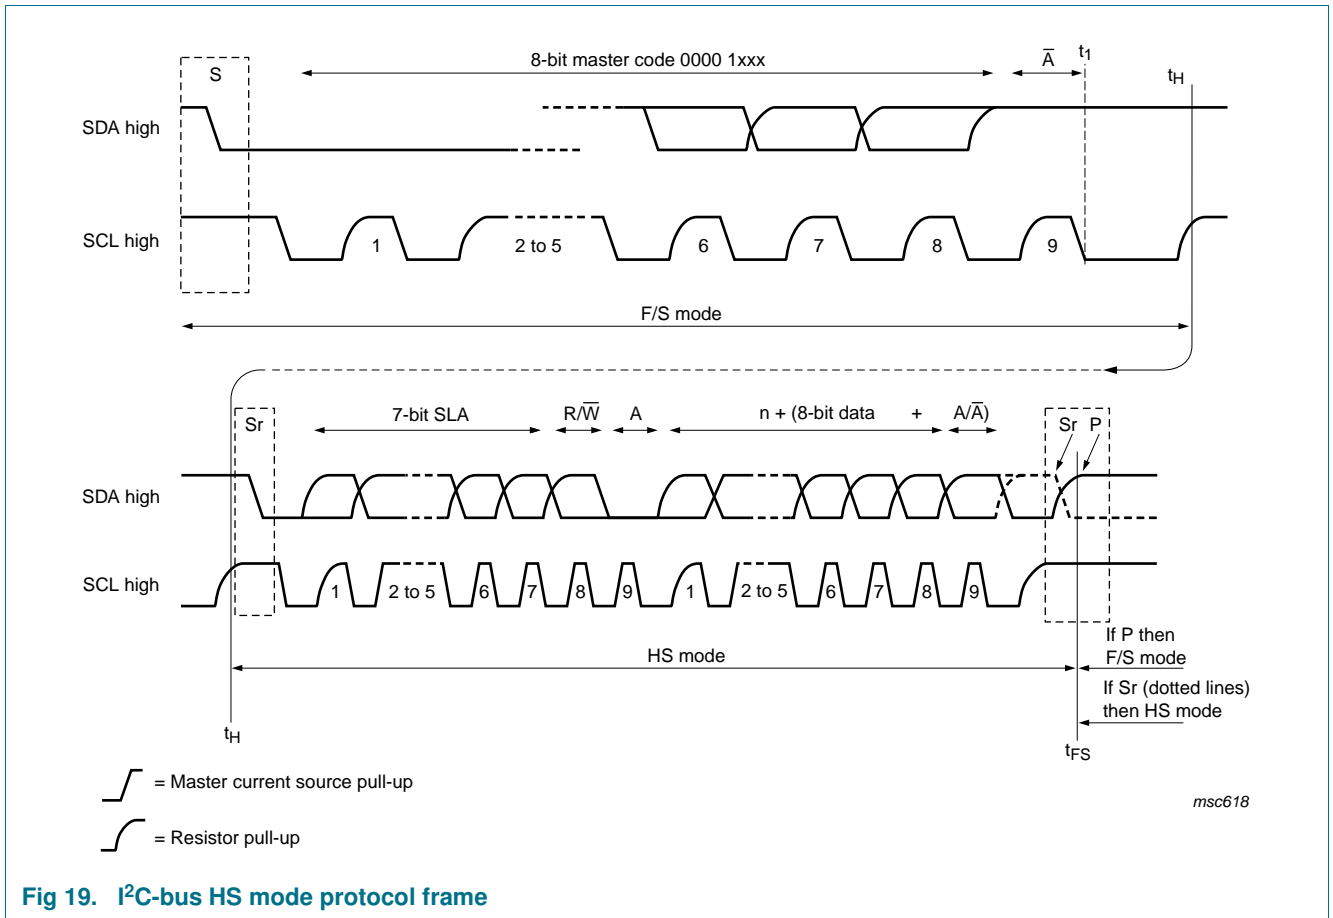 8-bit master code 0000 1xxx
A̅
t1
tH
S
SDA high
SCL high
1
2 to 5
6
7
8
9
F/S mode
Sr
7-bit SLA
R/W̅
A
n + (8-bit data
+
A/A̅)
Sr
P
SDA high
SCL high
1
2 to 5
6
7
8
9
1
2 to 5
6
7
8
9
If P then
F/S mode
HS mode
If Sr (dotted lines)
then HS mode
tH
tFS
= Master current source pull-up
= Resistor pull-up
msc618
Fig 19. I²C-bus HS mode protocol frame